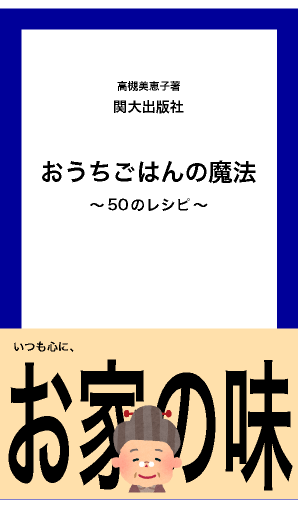 高槻美恵子著
関大出版社
おうちごはんの魔法
～50のレシピ～
いつも心に、
お家の味